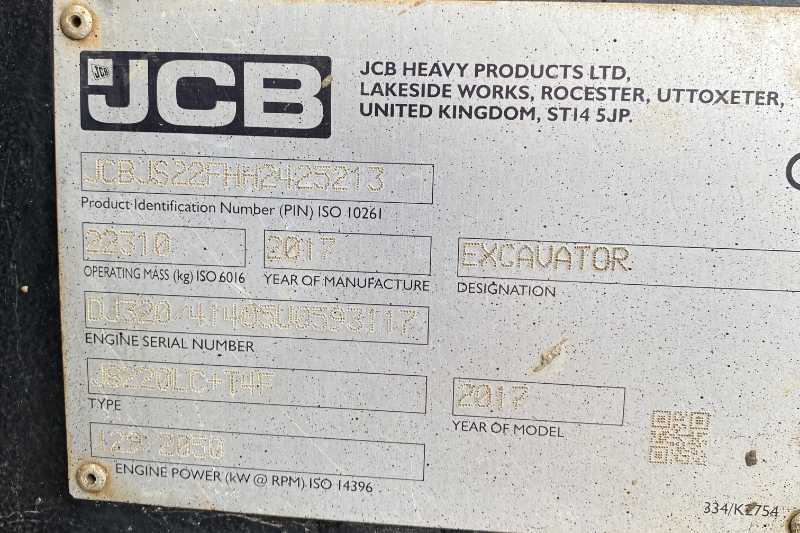 JCB
JCB HEAVY PRODUCTS LTD,
LAKESIDE WORKS, ROCESTER, UTTOXETER,
UNITED KINGDOM, ST14 5JP.
JCBJS22FHH2425213
Product Identification Number (PIN) ISO 10261
22310 2017 EXCAVATOR
OPERATING MASS (kg) ISO 6016 YEAR OF MANUFACTURE DESIGNATION
DJ320/41405U0593117
ENGINE SERIAL NUMBER
JS220LC+T4F 2017
TYPE YEAR OF MODEL
129 2050
ENGINE POWER (kW @ RPM) ISO 14396
334/K2754